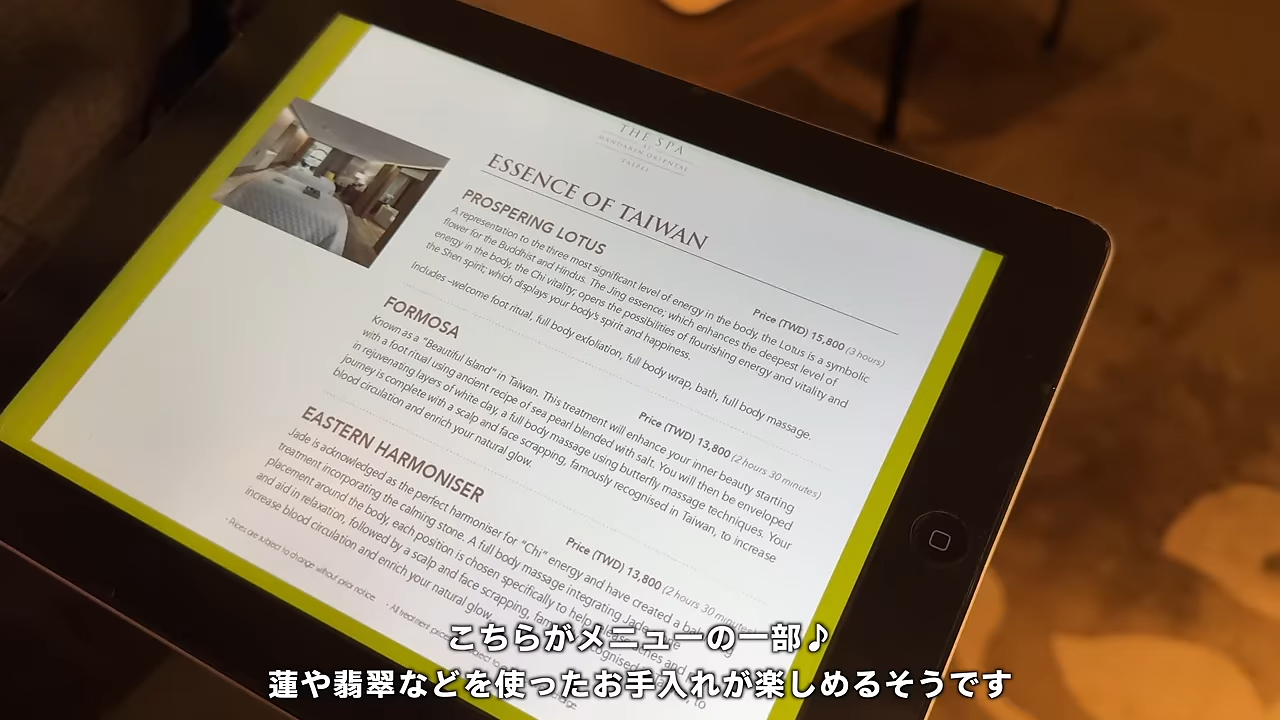 THE SPA
AT
MANDARIN ORIENTAL
TAIPEI
ESSENCE OF TAIWAN
PROSPERING LOTUS
Price (TWD) 15,800 (3 hours)
A representation to the three most significant level of energy in the body, the Lotus is a symbolic
flower for the Buddhist and Hindus. The Jing essence; which enhances the deepest level of
energy in the body, the Chi vitality; opens the possibilities of flourishing energy and vitality and
the Shen spirit; which displays your body's spirit and happiness.
Includes –welcome foot ritual, full body exfoliation, full body wrap, bath, full body massage.
FORMOSA
Price (TWD) 13,800 (2 hours 30 minutes)
Known as a "Beautiful Island" in Taiwan. This treatment will enhance your inner beauty starting
with a foot ritual using ancient recipe of sea pearl blended with salt. You will then be enveloped
in rejuvenating layers of white clay, a full body massage using butterfly massage techniques. Your
journey is complete with a scalp and face scrapping, famously recognised in Taiwan, to increase
blood circulation and enrich your natural glow.
EASTERN HARMONISER
Price (TWD) 13,800 (2 hours 30 minutes)
Jade is acknowledged as the perfect harmoniser for "Chi" energy and have created a
treatment incorporating the calming stone. A full body massage integrating Jade
placement around the body, each position is chosen specifically to help
and aid in relaxation, followed by a scalp and face scrapping, to
increase blood circulation and enrich your natural glow.
· Prices are subject to change without prior notice.
· All treatment
こちらがメニューの一部♪
蓮や翡翠などを使ったお手入れが楽しめるそうです